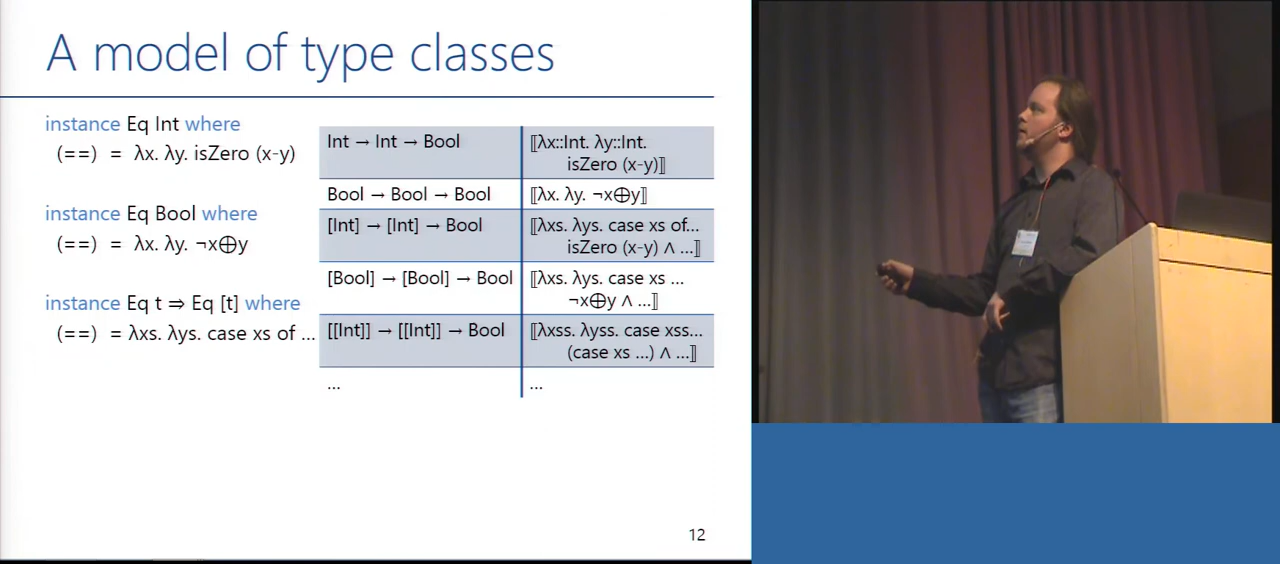 A model of type classes
instance Eq Int where
(==) = λx. λy. isZero (x-y)
instance Eq Bool where
(==) = λx. λy. ¬x⊕y
instance Eq t ⇒ Eq [t] where
(==) = λxs. λys. case xs of ...
Int → Int → Bool
⟦λx::Int. λy::Int.
isZero (x-y)⟧
Bool → Bool → Bool
⟦λx. λy. ¬x⊕y⟧
[Int] → [Int] → Bool
⟦λxs. λys. case xs of...
isZero (x-y) ∧ ...⟧
[Bool] → [Bool] → Bool
⟦λxs. λys. case xs ...
¬x⊕y ∧ ...⟧
[[Int]] → [[Int]] → Bool
⟦λxss. λyss. case xss...
(case xs ...) ∧ ...⟧
...
...
12